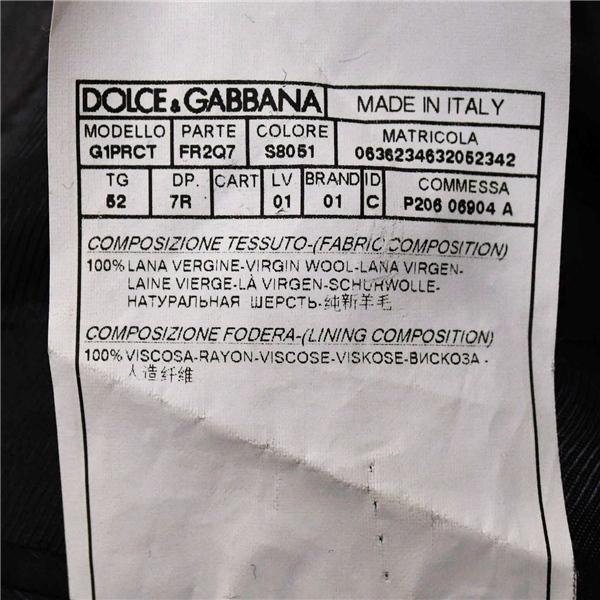 DOLCE&GABBANA MADE IN ITALY
MODELLO PARTE COLORE MATRICOLA
G1PRCT FR2Q7 S8051 0636234632052342
TG DP. CART LV BRAND ID COMMESSA
52 7R 01 01 C P206 06904 A
COMPOSIZIONE TESSUTO-(FABRIC COMPOSITION)
100% LANA VERGINE-VIRGIN WOOL-LANA VIRGEN-
LAINE VIERGE-LÀ VIRGEN-SCHURWOLLE-
НАТУРАЛЬНАЯ ШЕРСТЬ-纯新羊毛
COMPOSIZIONE FODERA-(LINING COMPOSITION)
100% VISCOSA-RAYON-VISCOSE-VISKOSE-ВИСКОЗА-
人造纤维